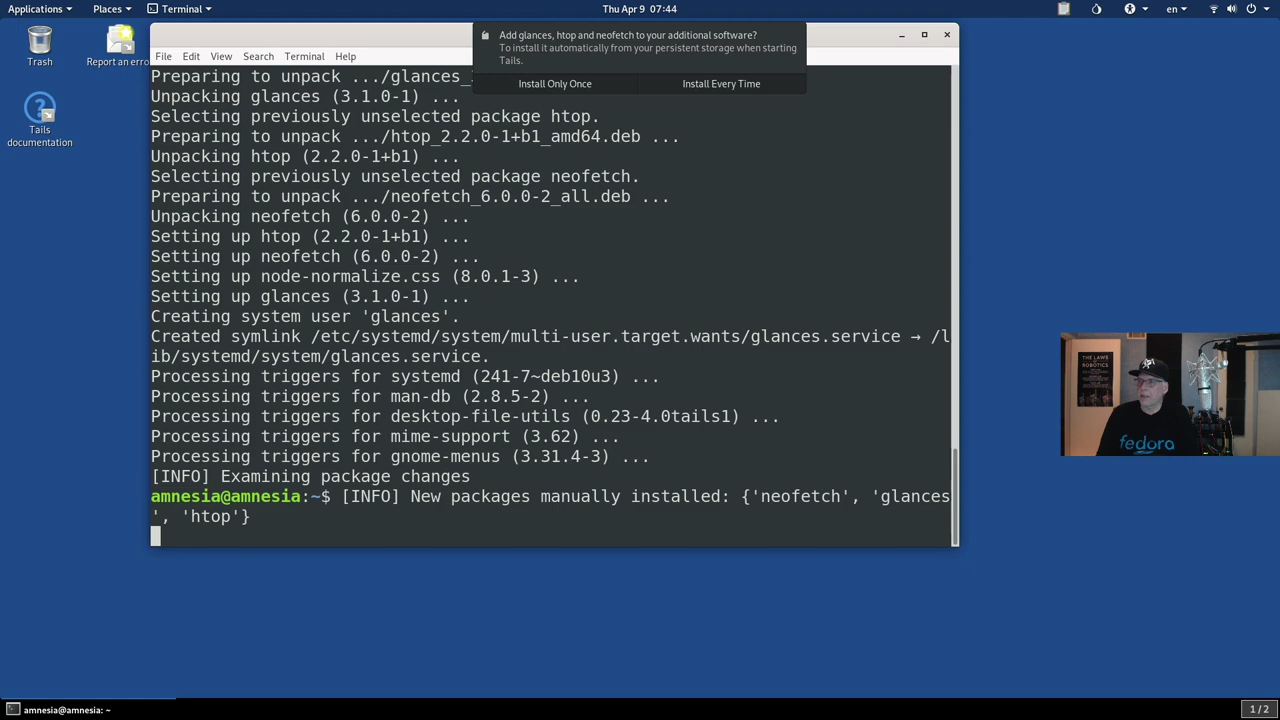 Applications
Places
Terminal
Thu Apr 9 07:44
en
Trash
Report an erro
Tails
documentation
Add glances, htop and neofetch to your additional software?
To install it automatically from your persistent storage when starting
Tails.
Install Only Once
Install Every Time
File Edit View Search Terminal Help
Preparing to unpack .../glances_
Unpacking glances (3.1.0-1) ...
Selecting previously unselected package htop.
Preparing to unpack .../htop_2.2.0-1+b1_amd64.deb ...
Unpacking htop (2.2.0-1+b1) ...
Selecting previously unselected package neofetch.
Preparing to unpack .../neofetch_6.0.0-2_all.deb ...
Unpacking neofetch (6.0.0-2) ...
Setting up htop (2.2.0-1+b1) ...
Setting up neofetch (6.0.0-2) ...
Setting up node-normalize.css (8.0.1-3) ...
Setting up glances (3.1.0-1) ...
Creating system user 'glances'.
Created symlink /etc/systemd/system/multi-user.target.wants/glances.service → /l
ib/systemd/system/glances.service.
Processing triggers for systemd (241-7~deb10u3) ...
Processing triggers for man-db (2.8.5-2) ...
Processing triggers for desktop-file-utils (0.23-4.0tails1) ...
Processing triggers for mime-support (3.62) ...
Processing triggers for gnome-menus (3.31.4-3) ...
[INFO] Examining package changes
amnesia@amnesia:~$ [INFO] New packages manually installed: {'neofetch', 'glances
', 'htop'}
THE LAWS
ROBOTICS
fedora
amnesia@amnesia: ~
1 / 2